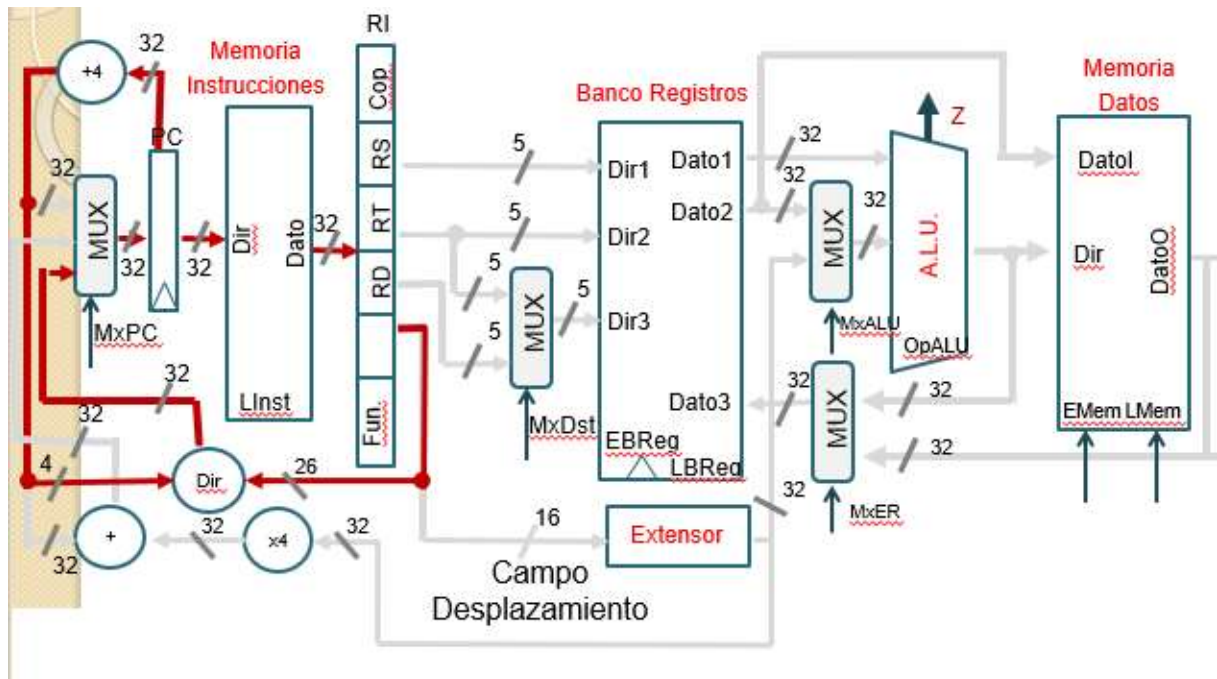 RI
32
+4
32
Memoria
Instrucciones
Cop.
PC
Banco Registros
Memoria
Datos
Z
32
MUX
32
32
Dir
Dato
LInst
32
RS
RT
RD
Fun.
5
5
5
5
5
MUX
MxDst
Dir1
Dir2
Dir3
Dato1
Dato2
Dato3
EBReg
LBReg
32
32
32
MUX
MxALU
A.L.U.
OpALU
DatoI
Dir
DatoO
EMem
LMem
MxPC
32
32
4
Dir
26
32
32
32
32
MUX
MxER
32
+
32
x4
32
16
Extensor
32
Campo
Desplazamiento